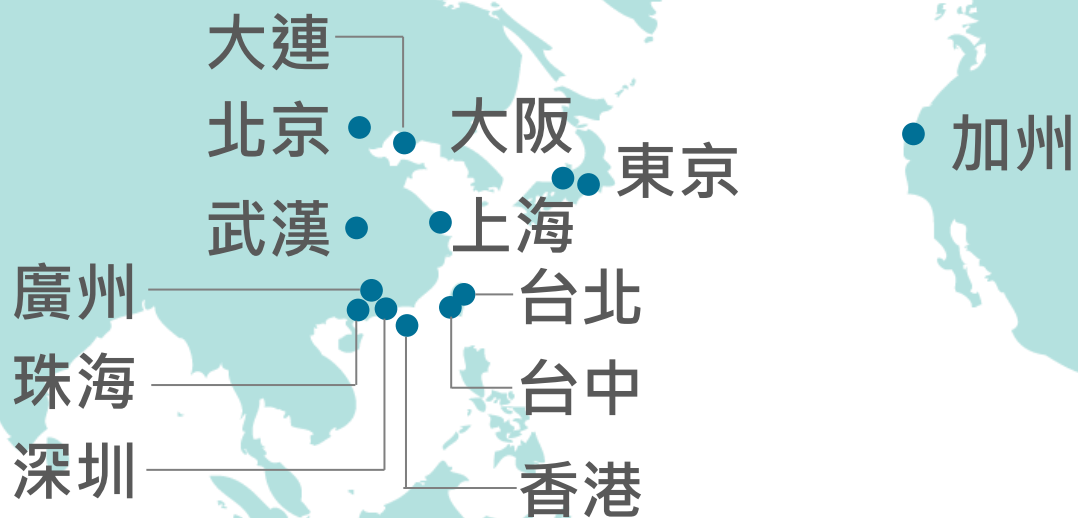 大連
北京
大阪
東京
加州
武漢
上海
廣州
台北
珠海
台中
深圳
香港